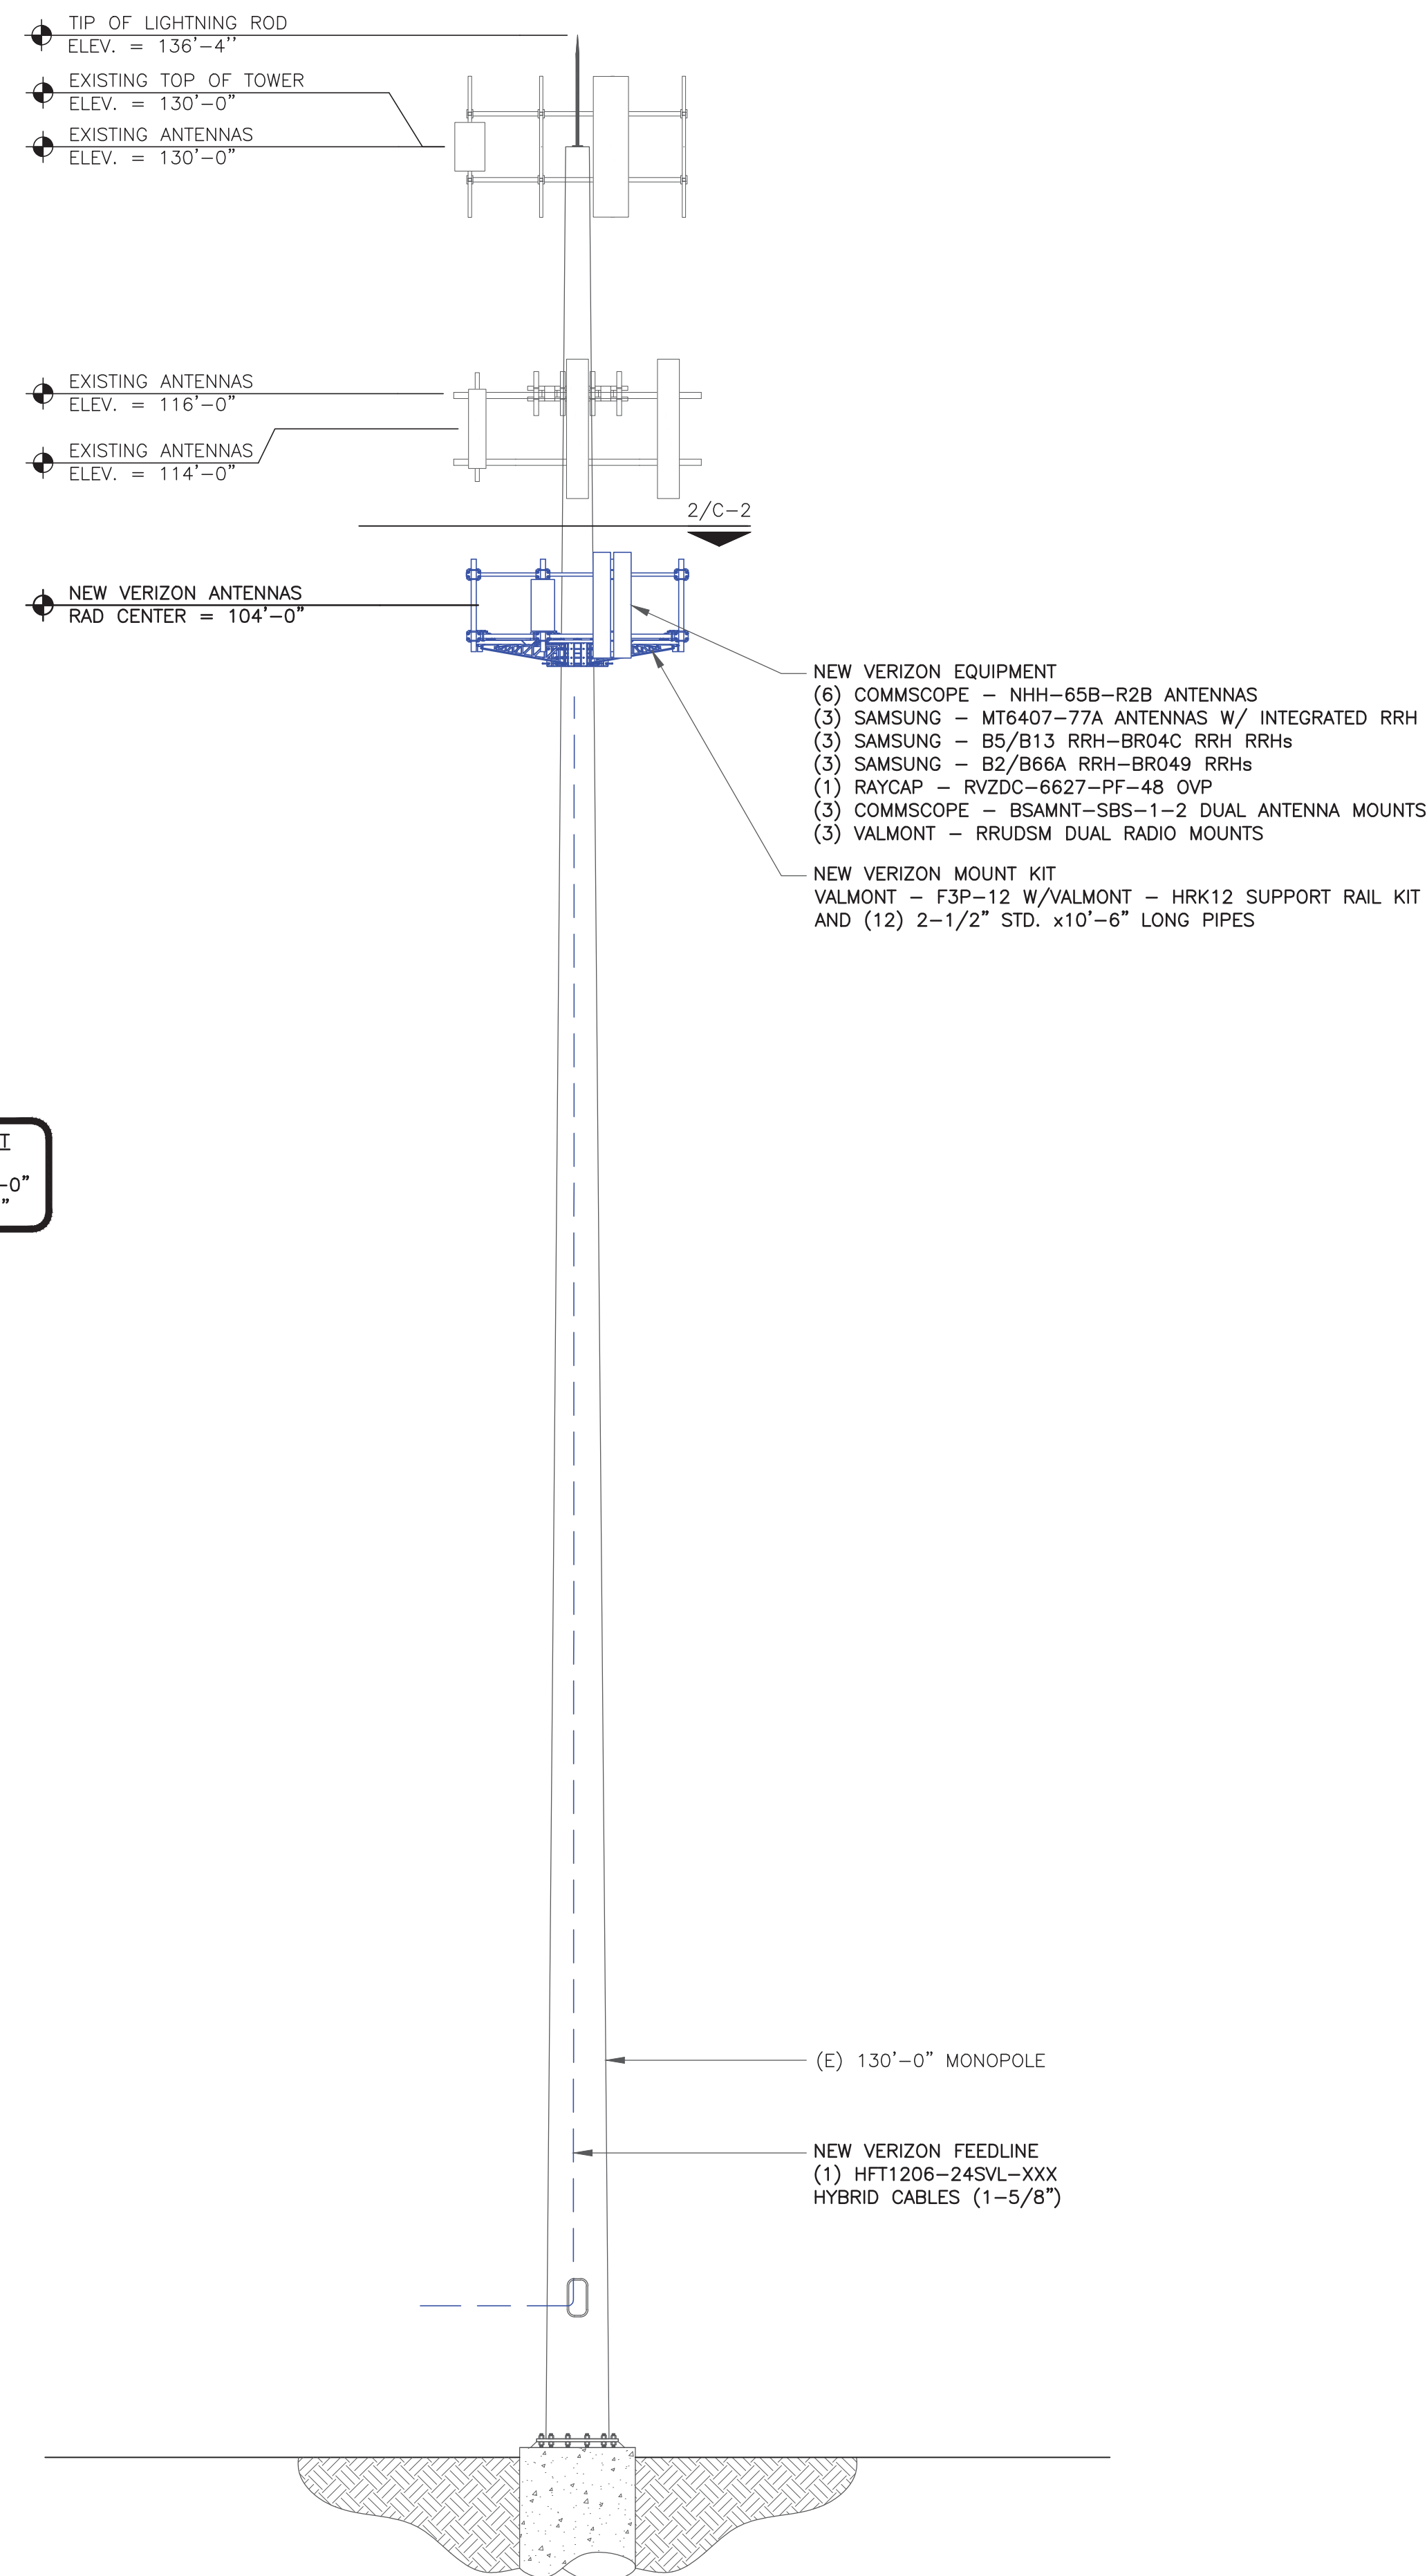 TIP OF LIGHTNING ROD
ELEV. = 136'-4''
EXISTING TOP OF TOWER
ELEV. = 130'-0"
EXISTING ANTENNAS
ELEV. = 130'-0"
EXISTING ANTENNAS
ELEV. = 116'-0"
EXISTING ANTENNAS
ELEV. = 114'-0"
2/C-2
NEW VERIZON ANTENNAS
RAD CENTER = 104'-0"
NEW VERIZON EQUIPMENT
(6) COMMSCOPE - NHH-65B-R2B ANTENNAS
(3) SAMSUNG - MT6407-77A ANTENNAS W/ INTEGRATED RRH
(3) SAMSUNG - B5/B13 RRH-BR04C RRH RRHs
(3) SAMSUNG - B2/B66A RRH-BR049 RRHs
(1) RAYCAP - RVZDC-6627-PF-48 OVP
(3) COMMSCOPE - BSAMNT-SBS-1-2 DUAL ANTENNA MOUNTS
(3) VALMONT - RRUDSM DUAL RADIO MOUNTS
NEW VERIZON MOUNT KIT
VALMONT - F3P-12 W/VALMONT - HRK12 SUPPORT RAIL KIT
AND (12) 2-1/2" STD. x10'-6" LONG PIPES
T
-0"
"
(E) 130'-0" MONOPOLE
NEW VERIZON FEEDLINE
(1) HFT1206-24SVL-XXX
HYBRID CABLES (1-5/8")